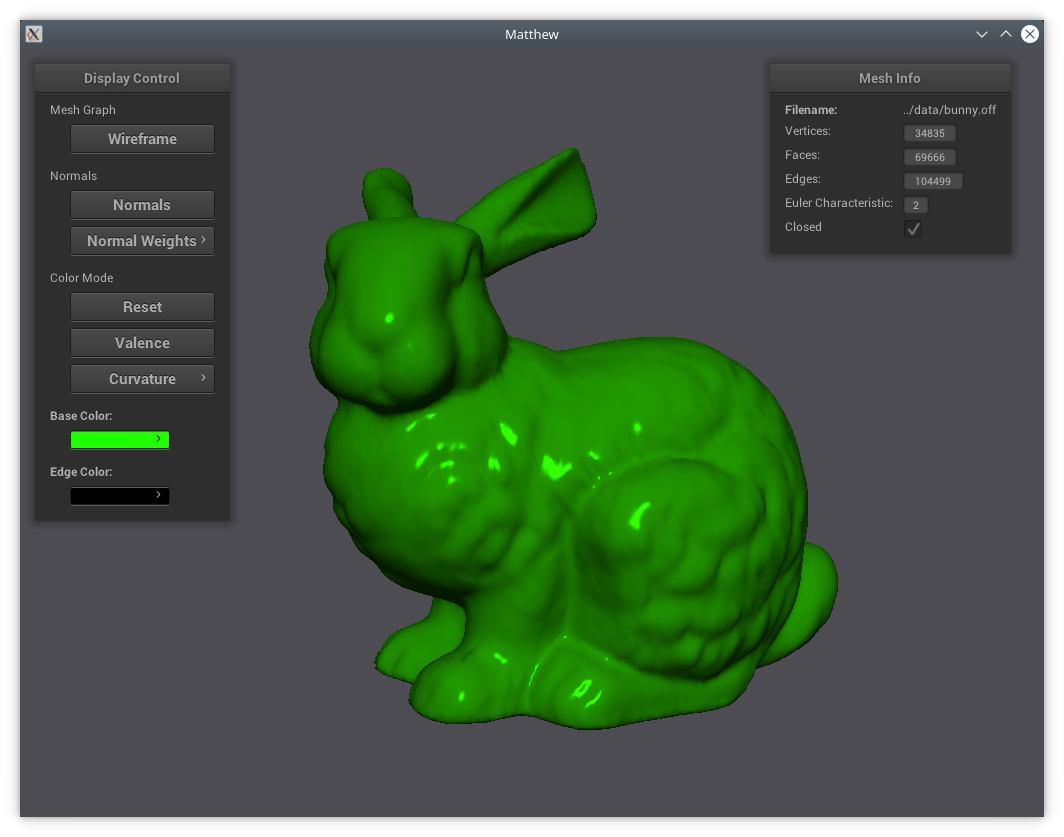 Matthew
Display Control
Mesh Graph
Wireframe
Normals
Normals
Normal Weights
Color Mode
Reset
Valence
Curvature
Base Color:
Edge Color:
Mesh Info
Filename: ../data/bunny.off
Vertices: 34835
Faces: 69666
Edges: 104499
Euler Characteristic: 2
Closed